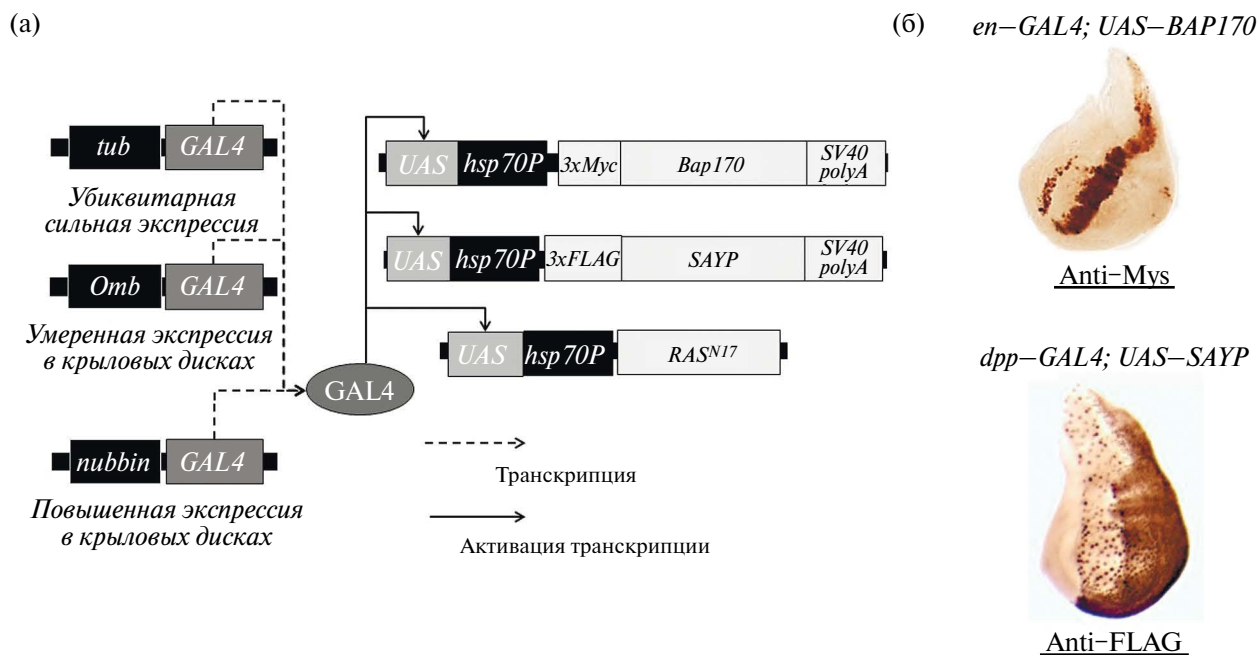 (а)
tub GAL4
Убиквитарная
сильная экспрессия
Omb GAL4
Умеренная экспрессия
в крыловых дисках
nubbin GAL4
Повышенная экспрессия
в крыловых дисках
GAL4
UAS hsp70P 3xMyc Bap170 SV40
polyA
UAS hsp70P 3xFLAG SAYP SV40
polyA
UAS hsp70P RAS^N17
Транскрипция
Активация транскрипции
(б)
en–GAL4; UAS–BAP170
Anti–Mys
dpp–GAL4; UAS–SAYP
Anti–FLAG